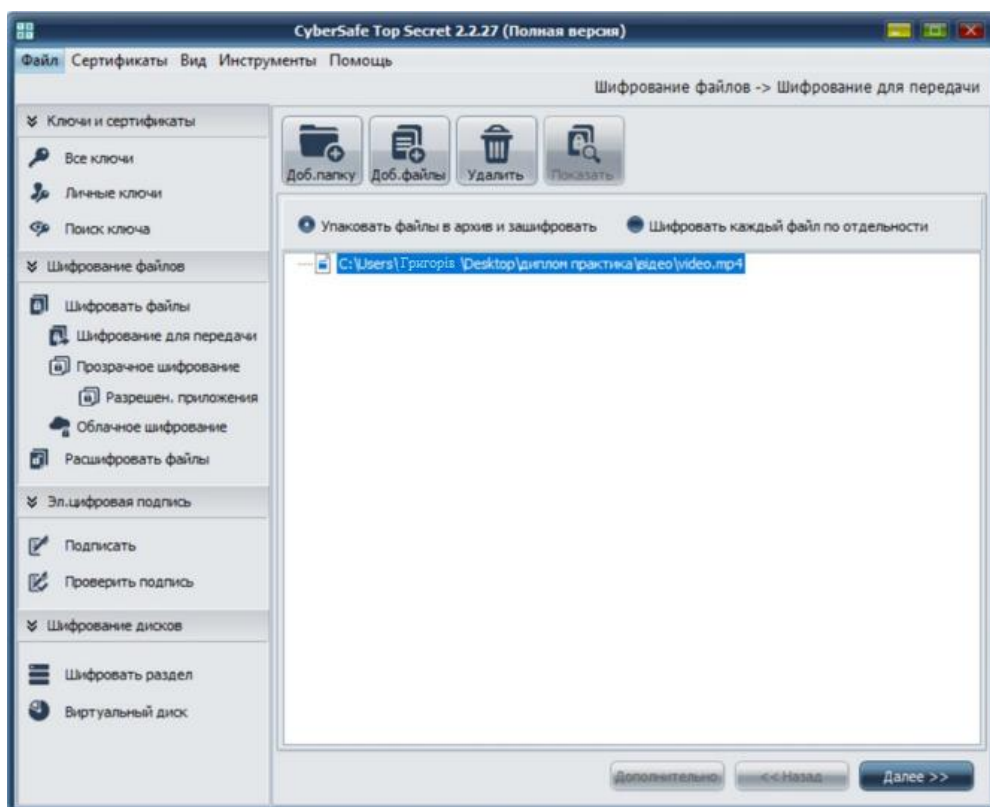 CyberSafe Top Secret 2.2.27 (Полная версия)
Файл Сертификаты Вид Инструменты Помощь
Шифрование файлов -> Шифрование для передачи
Ключи и сертификаты
Все ключи
Личные ключи
Поиск ключа
Шифрование файлов
Шифровать файлы
Шифрование для передачи
Прозрачное шифрование
Разрешен. приложения
Облачное шифрование
Расшифровать файлы
Эл.цифровая подпись
Подписать
Проверить подпись
Шифрование дисков
Шифровать раздел
Виртуальный диск
Доб.папку Доб.файлы Удалить Показать
Упаковать файлы в архив и зашифровать Шифровать каждый файл по отдельности
C:\Users\Григорів \Desktop\диплом практика\відео\video.mp4
Дополнительно << Назад Далее >>